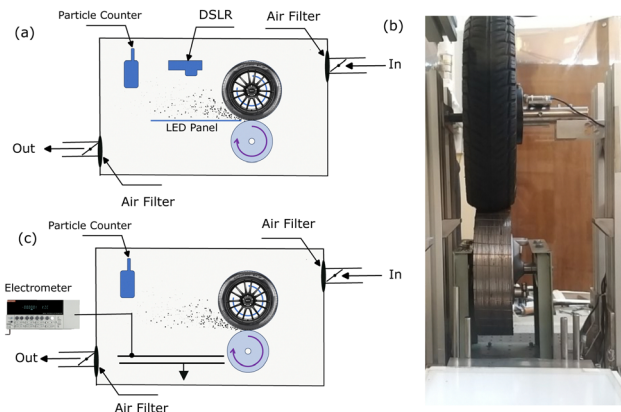 (a)
Particle Counter
DSLR
Air Filter
In
LED Panel
Out
Air Filter
(b)
(c)
Particle Counter
Air Filter
In
Electrometer
Out
Air Filter